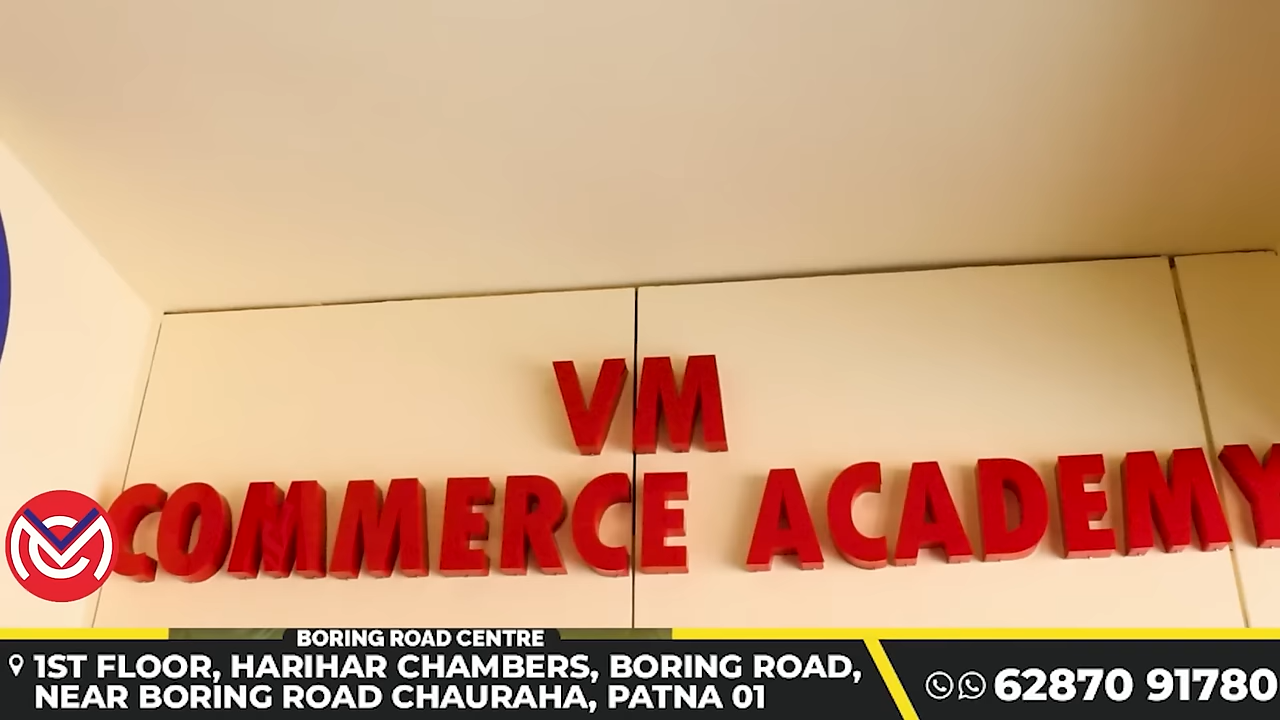 VM
COMMERCE ACADEMY
BORING ROAD CENTRE
1ST FLOOR, HARIHAR CHAMBERS, BORING ROAD,
NEAR BORING ROAD CHAURAHA, PATNA 01
62870 91780